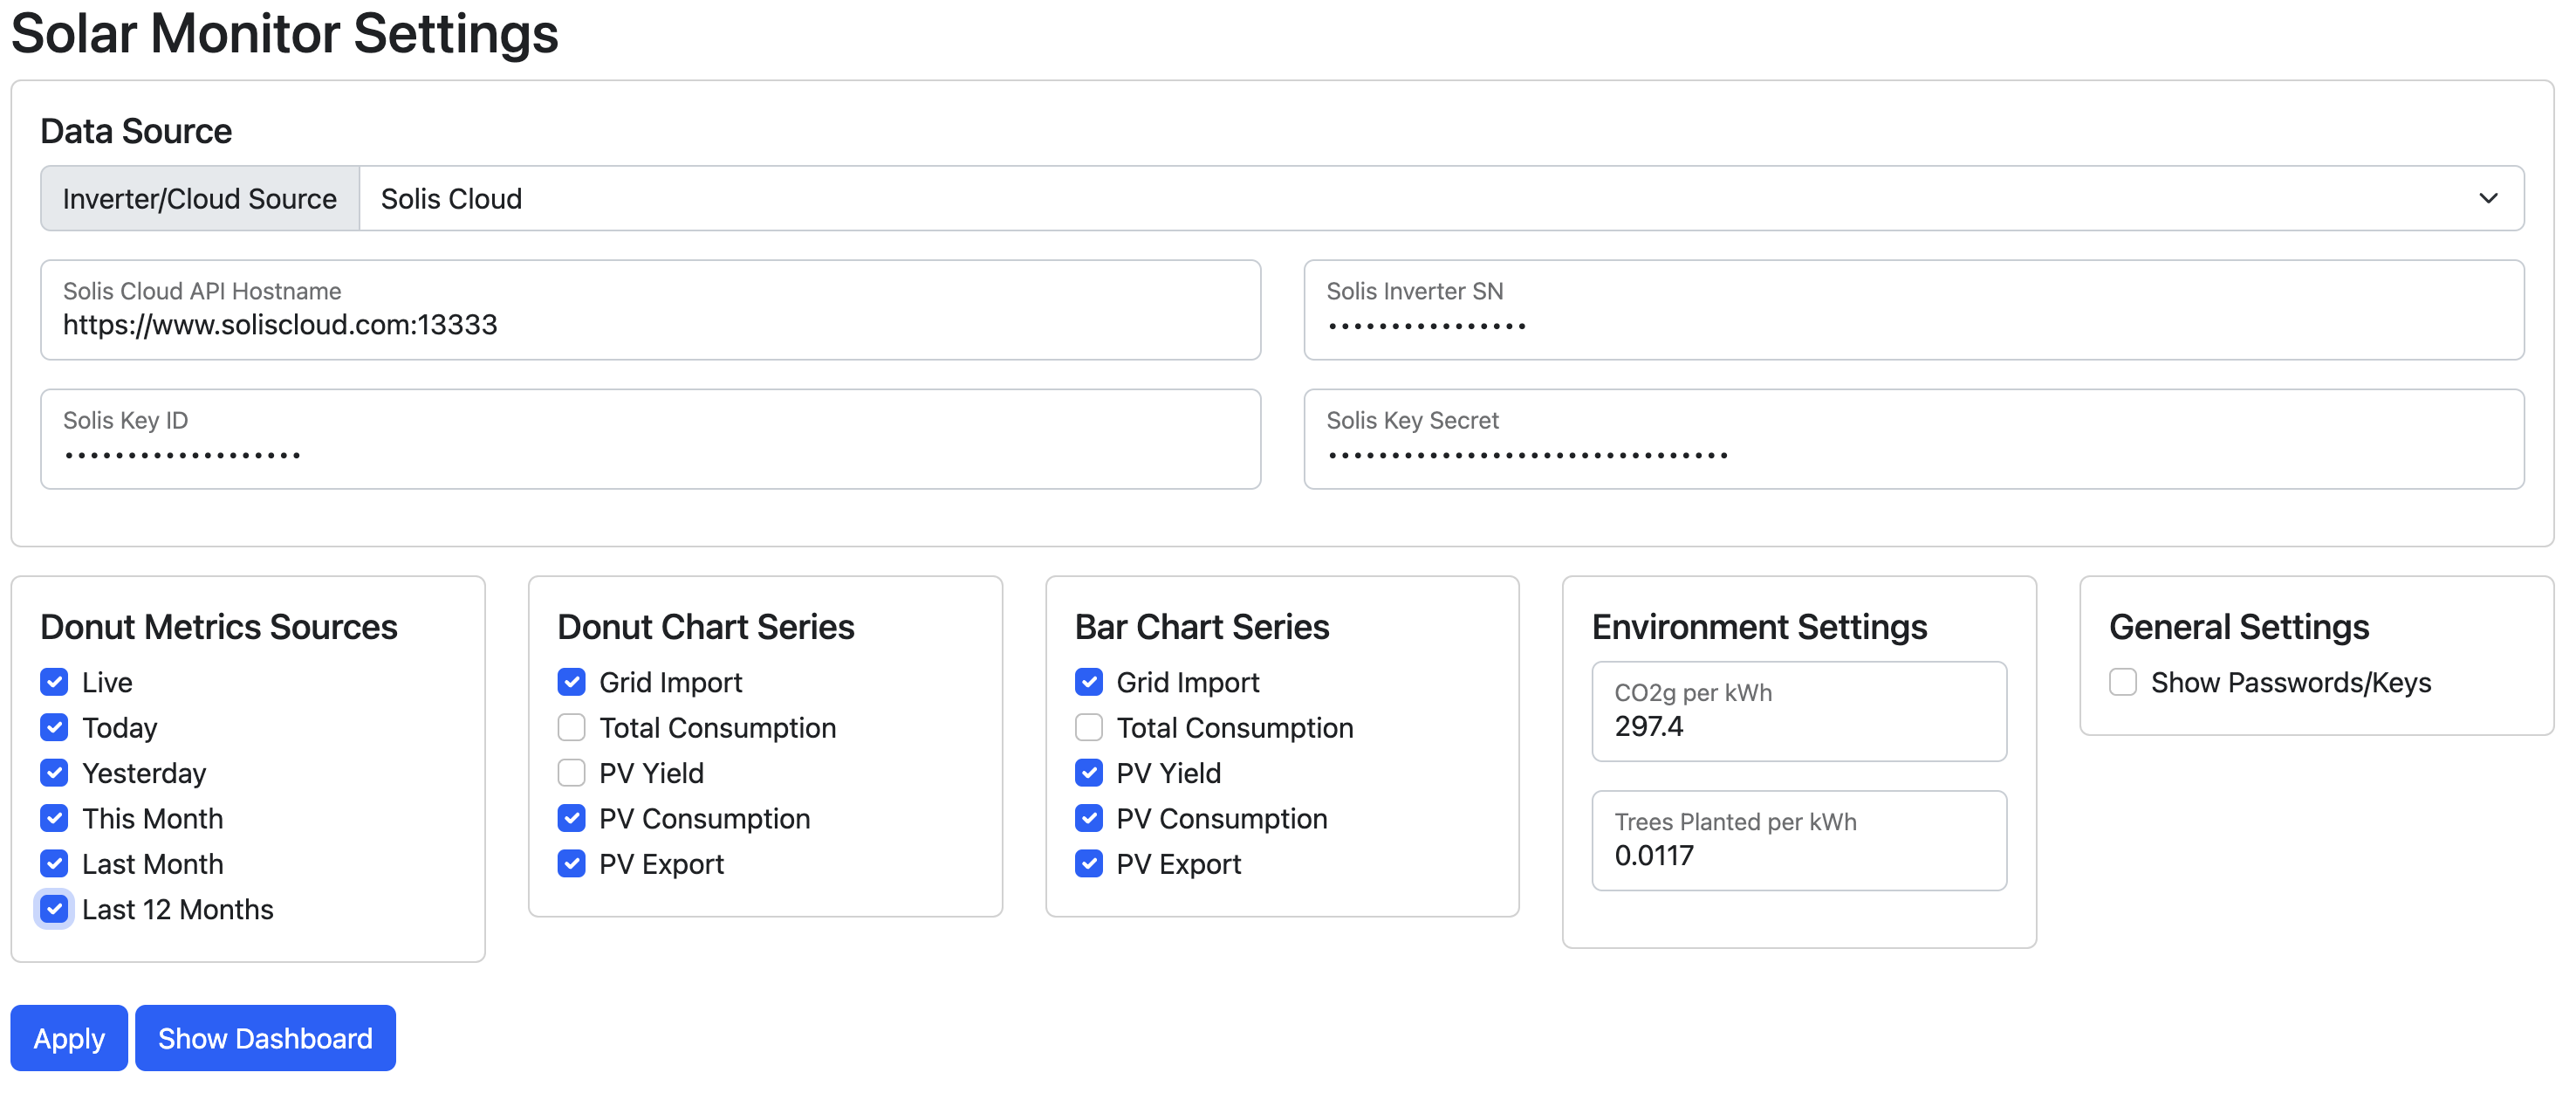 Solar Monitor Settings
Data Source
Inverter/Cloud Source
Solis Cloud
Solis Cloud API Hostname
https://www.soliscloud.com:13333
Solis Inverter SN
••••••••••••••••
Solis Key ID
•••••••••••••••••••
Solis Key Secret
••••••••••••••••••••••••••••••••
Donut Metrics Sources
Live
Today
Yesterday
This Month
Last Month
Last 12 Months
Donut Chart Series
Grid Import
Total Consumption
PV Yield
PV Consumption
PV Export
Bar Chart Series
Grid Import
Total Consumption
PV Yield
PV Consumption
PV Export
Environment Settings
CO2g per kWh
297.4
Trees Planted per kWh
0.0117
General Settings
Show Passwords/Keys
Apply
Show Dashboard